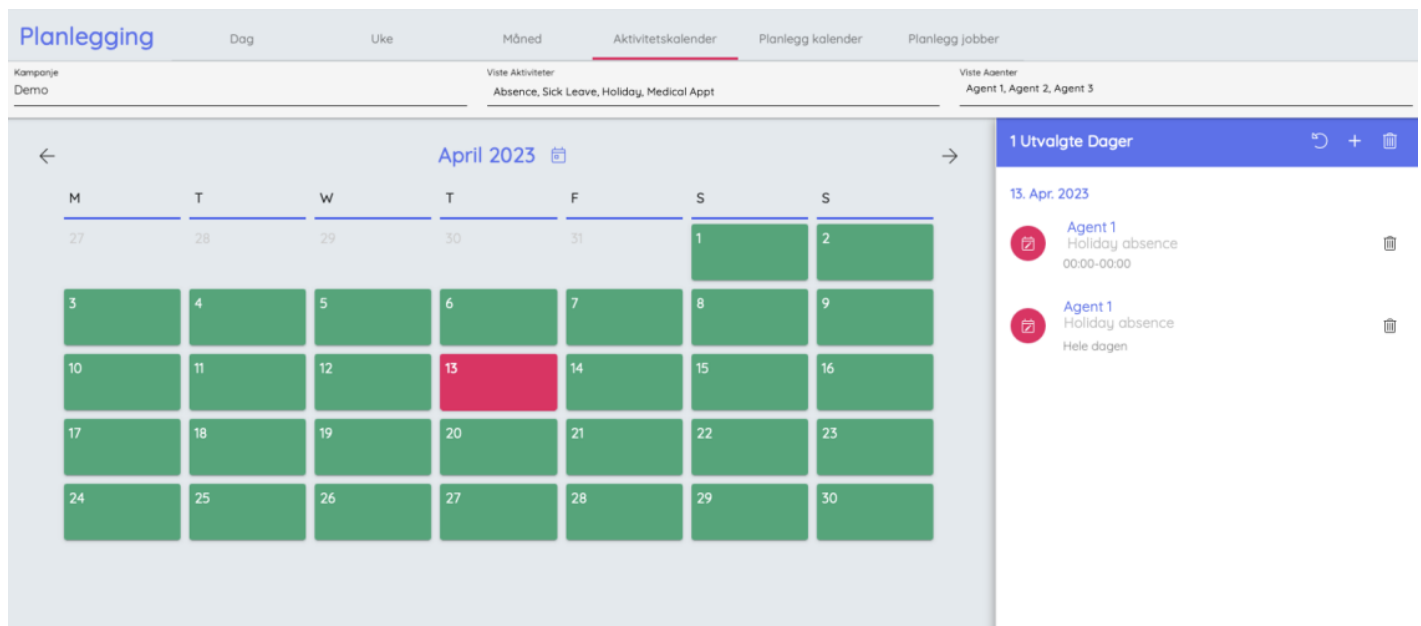 Planlegging Dag Uke Måned Aktivitetskalender Planlegg kalender Planlegg jobber
Kampanje Viste Aktiviteter Viste Agenter
Demo Absence, Sick Leave, Holiday, Medical Appt Agent 1, Agent 2, Agent 3
April 2023
M T W T F S S
27 28 29 30 31 1 2
3 4 5 6 7 8 9
10 11 12 13 14 15 16
17 18 19 20 21 22 23
24 25 26 27 28 29 30
1 Utvalgte Dager
13. Apr. 2023
Agent 1
Holiday absence
00:00-00:00
Agent 1
Holiday absence
Hele dagen